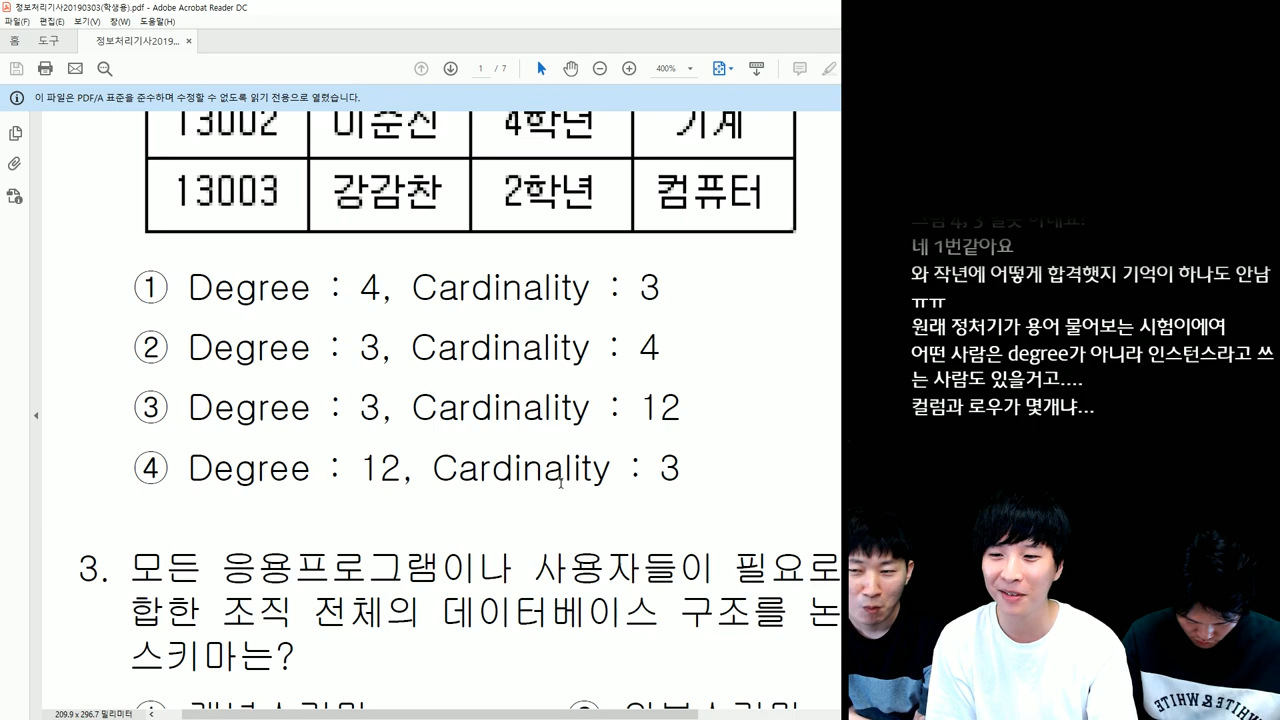 정보처리기사20190303(학생용).pdf - Adobe Acrobat Reader DC
파일(F) 편집(E) 보기(V) 창(W) 도움말(H)
홈 도구 정보처리기사2019... ×
1 / 7 400%
이 파일은 PDF/A 표준을 준수하며 수정할 수 없도록 읽기 전용으로 열렸습니다.
13002 이순신 4학년 기계
13003 강감찬 2학년 컴퓨터
① Degree : 4, Cardinality : 3
② Degree : 3, Cardinality : 4
③ Degree : 3, Cardinality : 12
④ Degree : 12, Cardinality : 3
3. 모든 응용프로그램이나 사용자들이 필요로
합한 조직 전체의 데이터베이스 구조를 논
스키마는?
209.9 x 296.7 밀리미터
네 1번같아요
와 작년에 어떻게 합격했지 기억이 하나도 안남
ㅠㅠ
원래 정처기가 용어 물어보는 시험이에여
어떤 사람은 degree가 아니라 인스턴스라고 쓰
는 사람도 있을거고....
컬럼과 로우가 몇개냐...